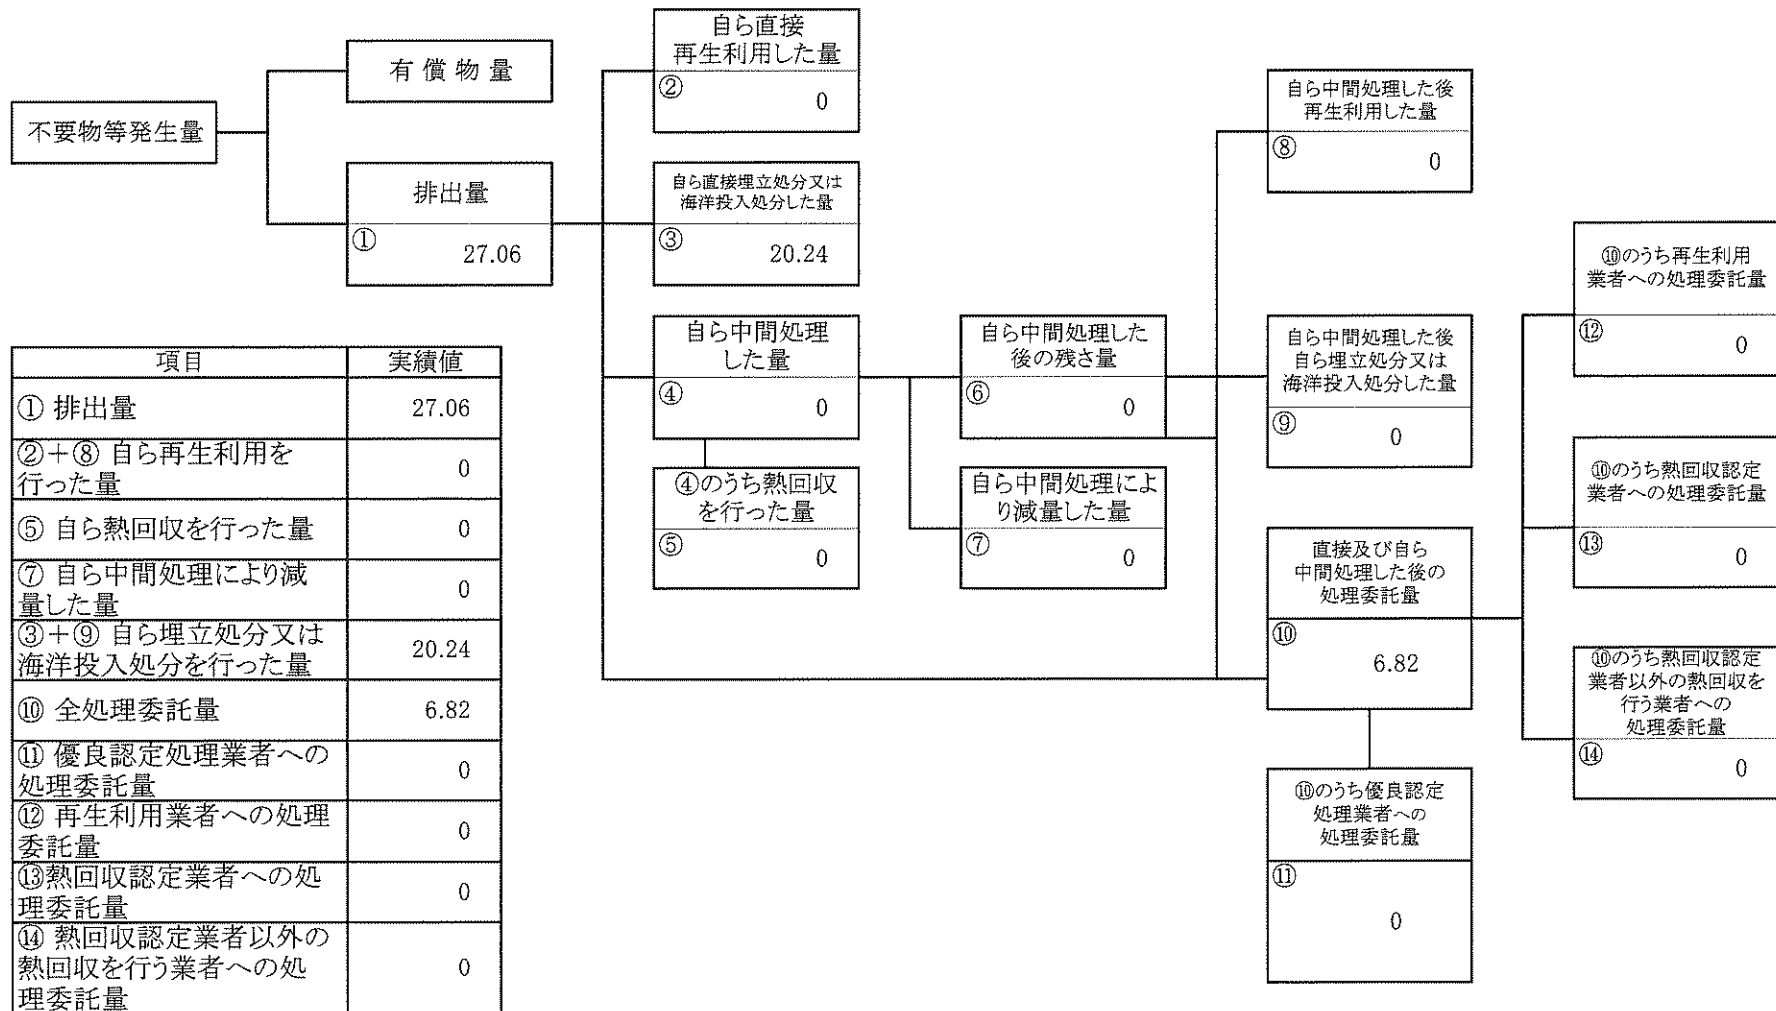 不要物等発生量
有償物量
排出量
①
27.06
自ら直接
再生利用した量
②
0
自ら直接埋立処分又は
海洋投入処分した量
③
20.24
自ら中間処理
した量
④
0
④のうち熱回収
を行った量
⑤
0
自ら中間処理した
後の残さ量
⑥
0
自ら中間処理によ
り減量した量
⑦
0
自ら中間処理した後
再生利用した量
⑧
0
自ら中間処理した後
自ら埋立処分又は
海洋投入処分した量
⑨
0
直接及び自ら
中間処理した後の
処理委託量
⑩
6.82
⑩のうち優良認定
処理業者への
処理委託量
⑪
0
⑩のうち再生利用
業者への処理委託量
⑫
0
⑩のうち熱回収認定
業者への処理委託量
⑬
0
⑩のうち熱回収認定
業者以外の熱回収を
行う業者への
処理委託量
⑭
0
項目 実績値
① 排出量 27.06
②+⑧ 自ら再生利用を
行った量 0
⑤ 自ら熱回収を行った量 0
⑦ 自ら中間処理により減
量した量 0
③+⑨ 自ら埋立処分又は
海洋投入処分を行った量 20.24
⑩ 全処理委託量 6.82
⑪ 優良認定処理業者への
処理委託量 0
⑫ 再生利用業者への処理
委託量 0
⑬熱回収認定業者への処
理委託量 0
⑭ 熱回収認定業者以外の
熱回収を行う業者への処
理委託量 0